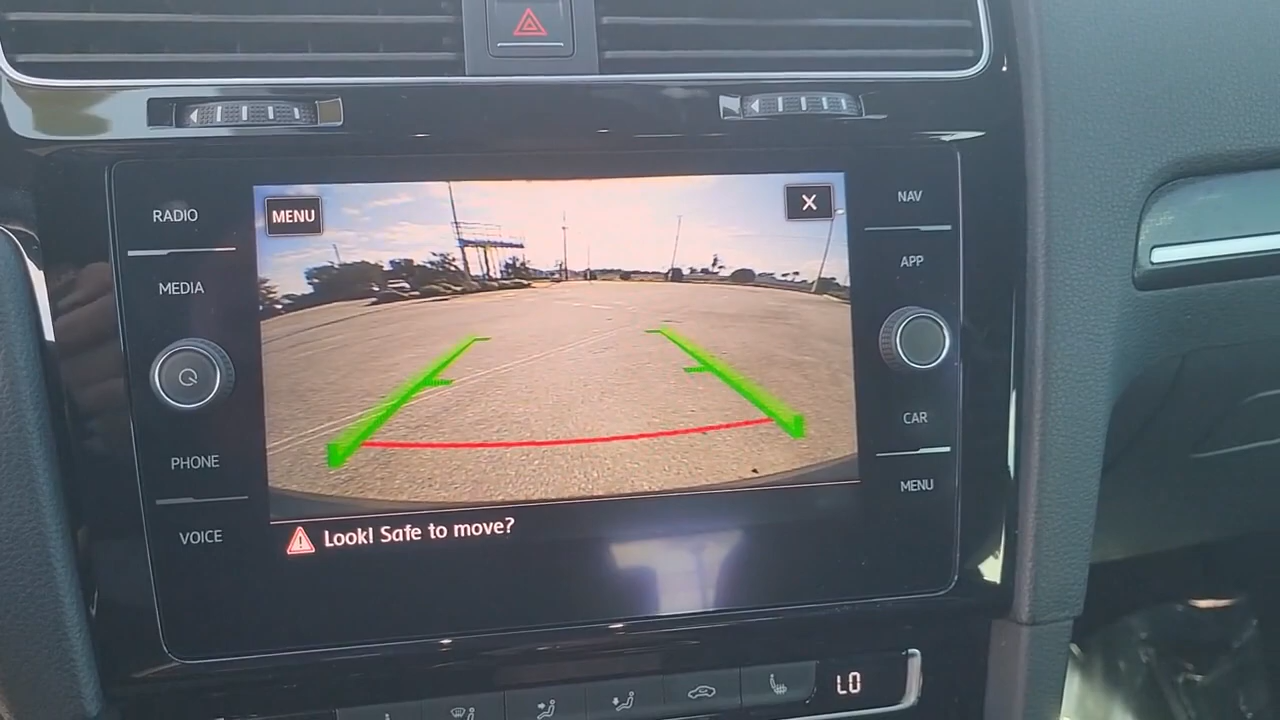 RADIO
MEDIA
PHONE
VOICE
MENU
X
NAV
APP
CAR
MENU
Look! Safe to move?
LO